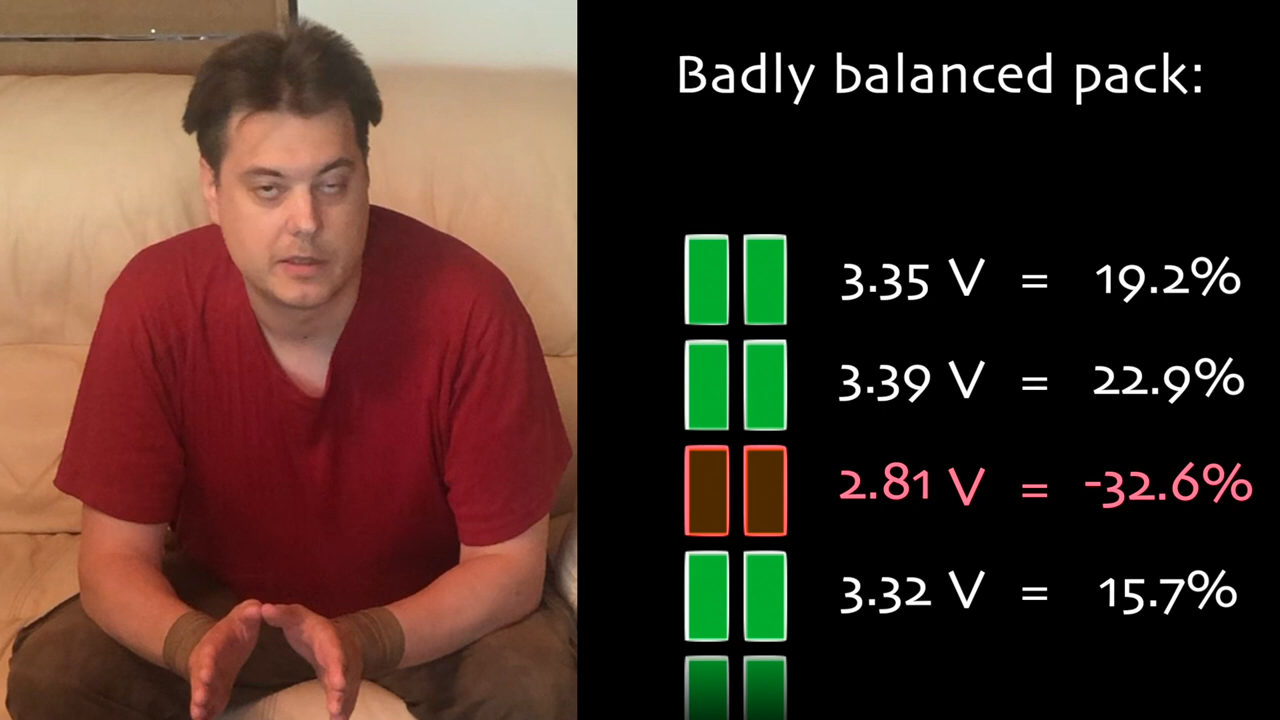 Badly balanced pack:
3.35 V = 19.2%
3.39 V = 22.9%
2.81 V = -32.6%
3.32 V = 15.7%